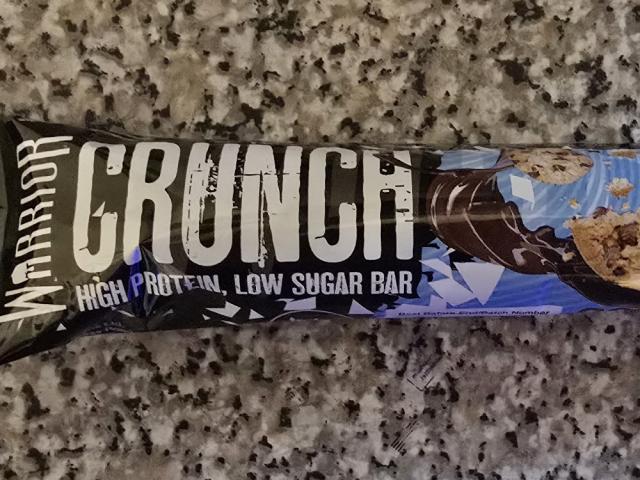 WARRIOR
CRUNCH
HIGH PROTEIN, LOW SUGAR BAR
Best Before End/Batch Number